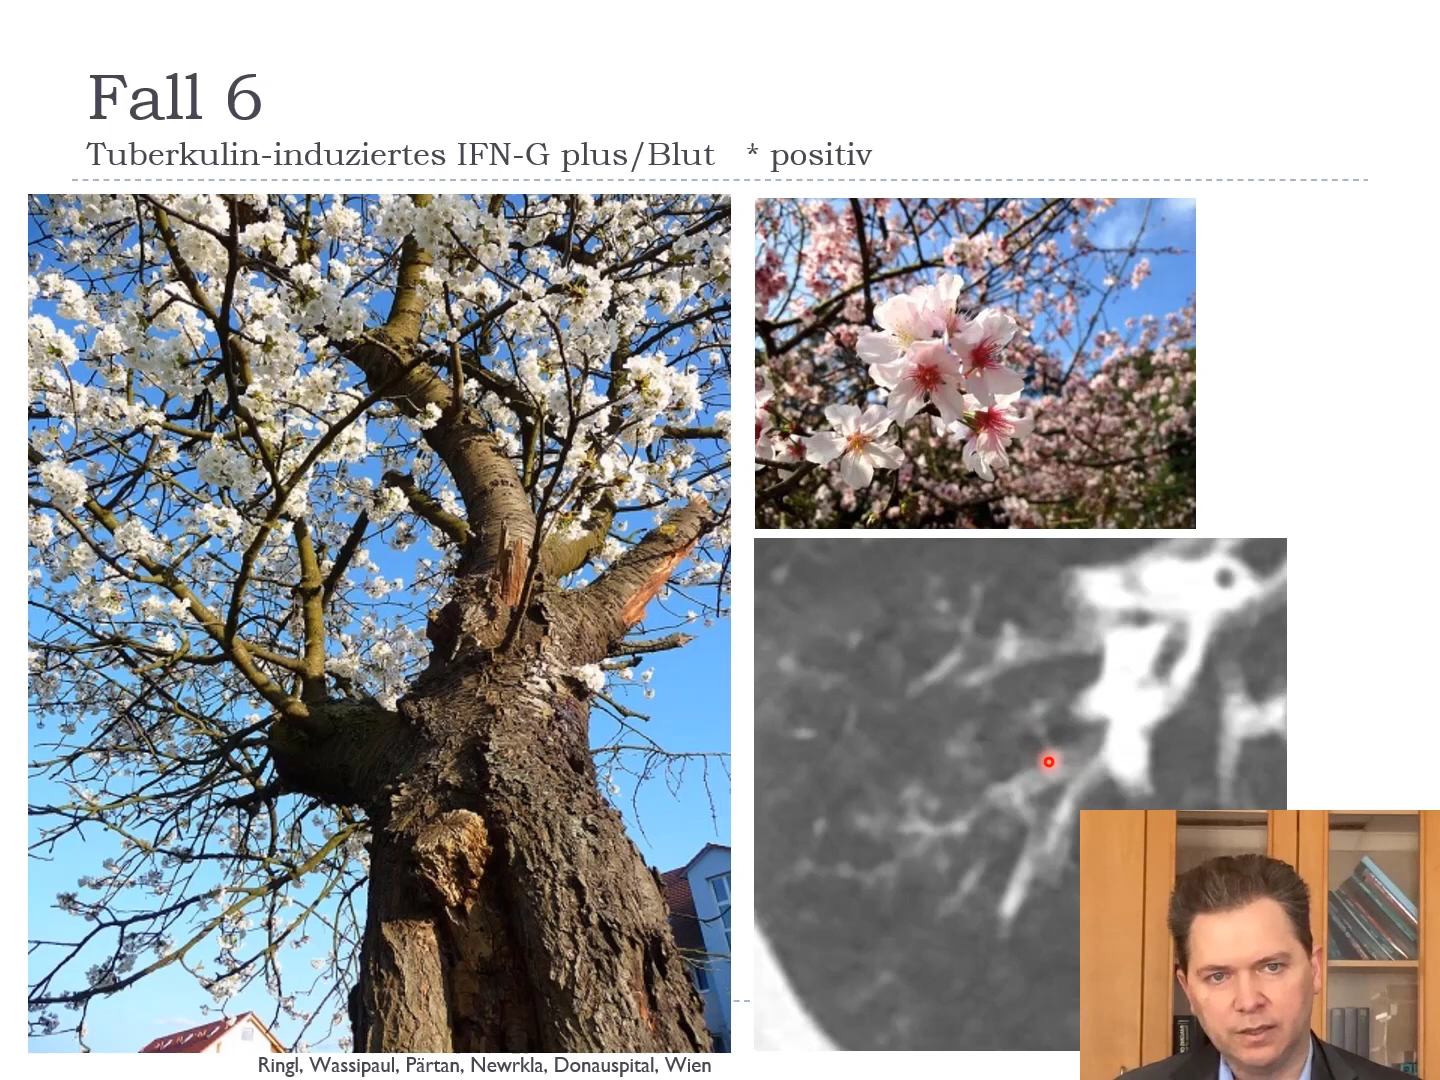 Fall 6
Tuberkulin-induziertes IFN-G plus/Blut * positiv
Ringl, Wassipaul, Pärtan, Newrkla, Donauspital, Wien